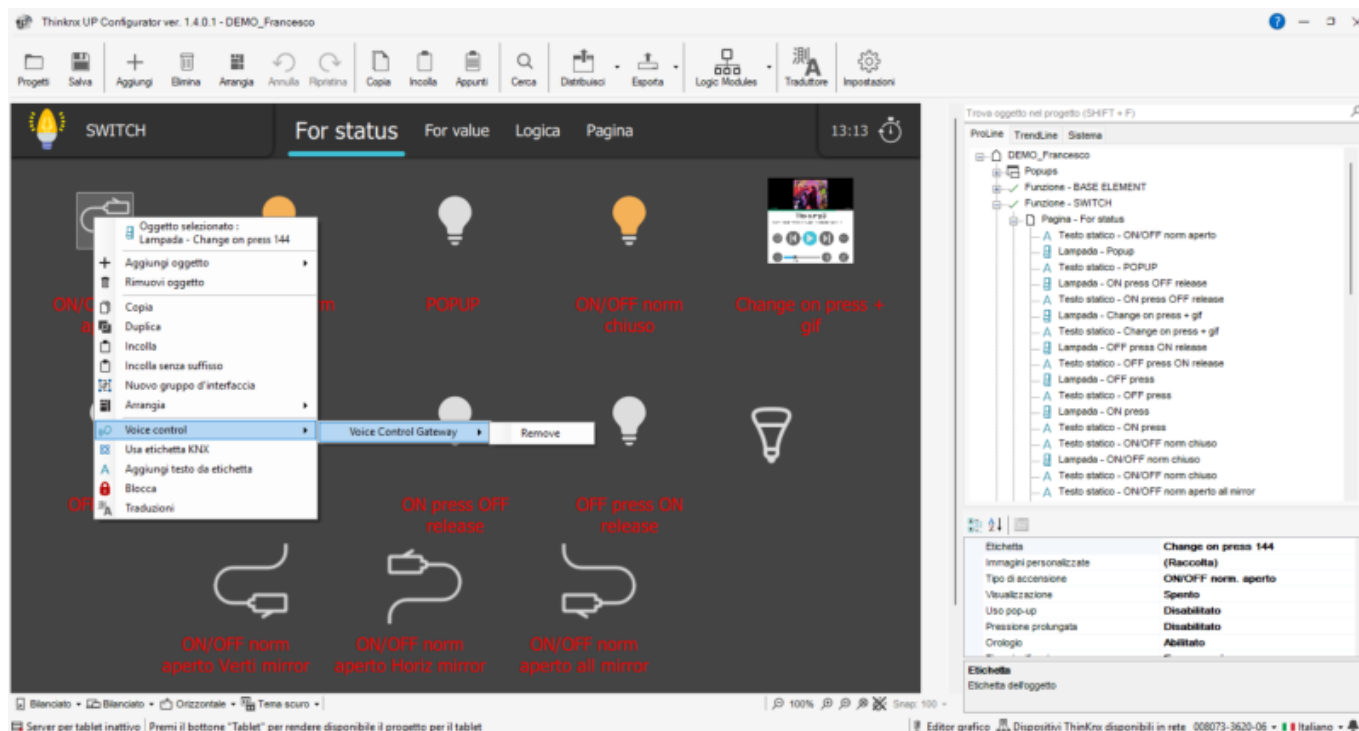 Thinknx UP Configurator ver. 1.4.0.1 - DEMO_Francesco
Progetti Salva Aggiungi Elimina Arrangia Annulla Ripristina Copia Incolla Appunti Cerca Distribuisci Esporta Logic Modules Traduttore Impostazioni
SWITCH For status For value Logica Pagina 13:13
Oggetto selezionato :
Lampada - Change on press 144
Aggiungi oggetto
Rimuovi oggetto
Copia
Duplica
Incolla
Incolla senza suffisso
Nuovo gruppo d'interfaccia
Arrangia
Voice control
Usa etichetta KNX
Aggiungi testo da etichetta
Blocca
Traduzioni
Voice Control Gateway
Remove
POPUP
ON/OFF norm
chiuso
Change on press +
gif
ON press OFF
release
OFF press ON
release
ON/OFF norm
aperto Verti mirror
ON/OFF norm
aperto Horiz mirror
ON/OFF norm
aperto all mirror
Trova oggetto nel progetto (SHIFT + F)
ProLine TrendLine Sistema
DEMO_Francesco
Popups
Funzione - BASE ELEMENT
Funzione - SWITCH
Pagina - For status
Testo statico - ON/OFF norm aperto
Lampada - Popup
Testo statico - POPUP
Lampada - ON press OFF release
Testo statico - ON press OFF release
Lampada - Change on press + gif
Testo statico - Change on press + gif
Lampada - OFF press ON release
Testo statico - OFF press ON release
Lampada - OFF press
Testo statico - OFF press
Lampada - ON press
Testo statico - ON press
Testo statico - ON/OFF norm chiuso
Lampada - ON/OFF norm chiuso
Testo statico - ON/OFF norm chiuso
Testo statico - ON/OFF norm aperto all mirror
Etichetta Change on press 144
Immagini personalizzate (Raccolta)
Tipo di accensione ON/OFF norm. aperto
Visualizzazione Spento
Uso pop-up Disabilitato
Pressione prolungata Disabilitato
Orologio Abilitato
Etichetta
Etichetta dell'oggetto
Bilanciato Bilanciato Orizzontale Tema scuro 100% Snap: 100
Server per tablet inattivo Premi il bottone "Tablet" per rendere disponibile il progetto per il tablet Editor grafico Dispositivi ThinKnx disponibili in rete 008073-3620-06 Italiano